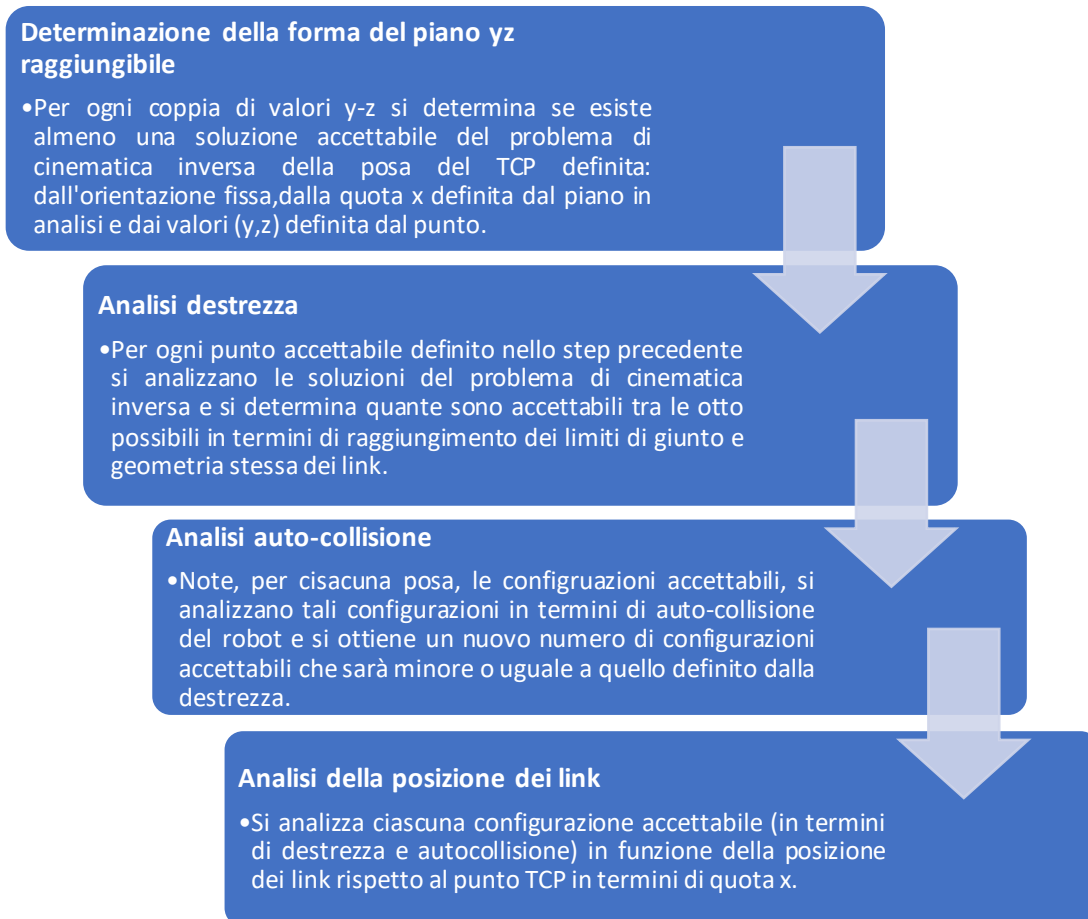 Determinazione della forma del piano yz
raggiungibile
•Per ogni coppia di valori y-z si determina se esiste
almeno una soluzione accettabile del problema di
cinematica inversa della posa del TCP definita:
dall'orientazione fissa,dalla quota x definita dal piano in
analisi e dai valori (y,z) definita dal punto.
Analisi destrezza
•Per ogni punto accettabile definito nello step precedente
si analizzano le soluzioni del problema di cinematica
inversa e si determina quante sono accettabili tra le otto
possibili in termini di raggiungimento dei limiti di giunto e
geometria stessa dei link.
Analisi auto-collisione
•Note, per cisacuna posa, le configruazioni accettabili, si
analizzano tali configurazioni in termini di auto-collisione
del robot e si ottiene un nuovo numero di configurazioni
accettabili che sarà minore o uguale a quello definito dalla
destrezza.
Analisi della posizione dei link
•Si analizza ciascuna configurazione accettabile (in termini
di destrezza e autocollisione) in funzione della posizione
dei link rispetto al punto TCP in termini di quota x.